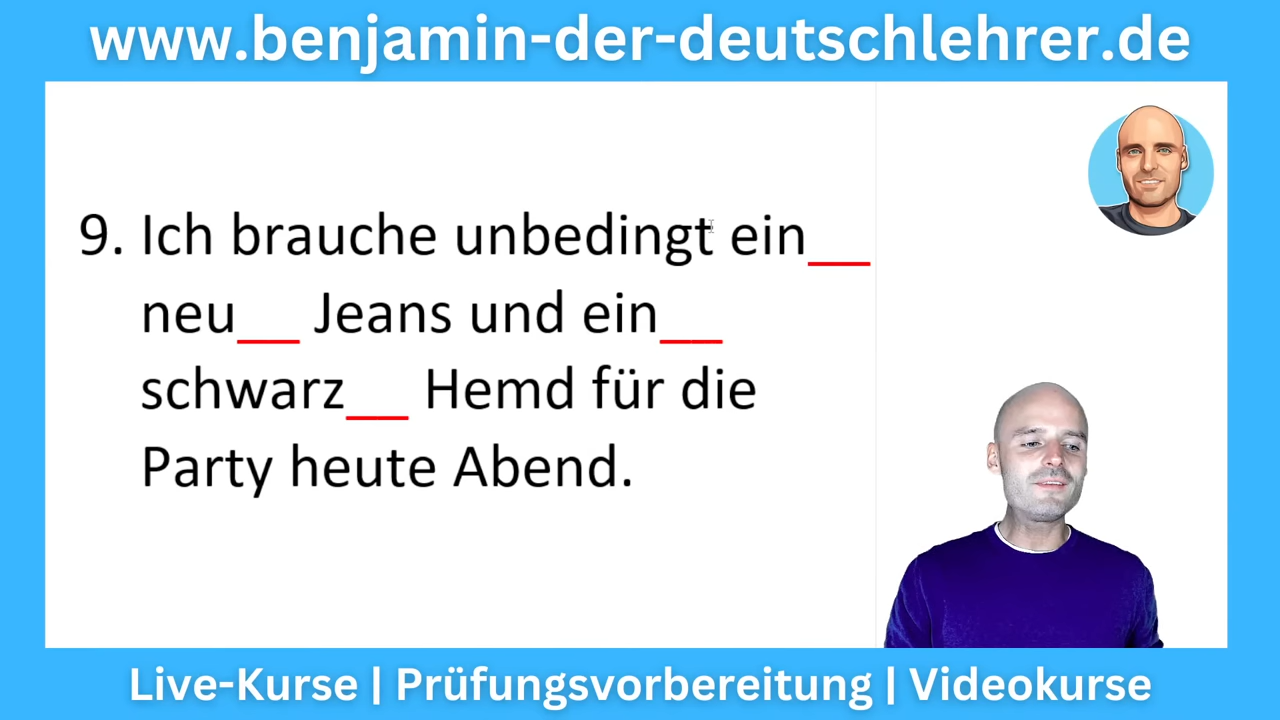 www.benjamin-der-deutschlehrer.de
9. Ich brauche unbedingt ein__
neu__ Jeans und ein__
schwarz__ Hemd für die
Party heute Abend.
Live-Kurse | Prüfungsvorbereitung | Videokurse